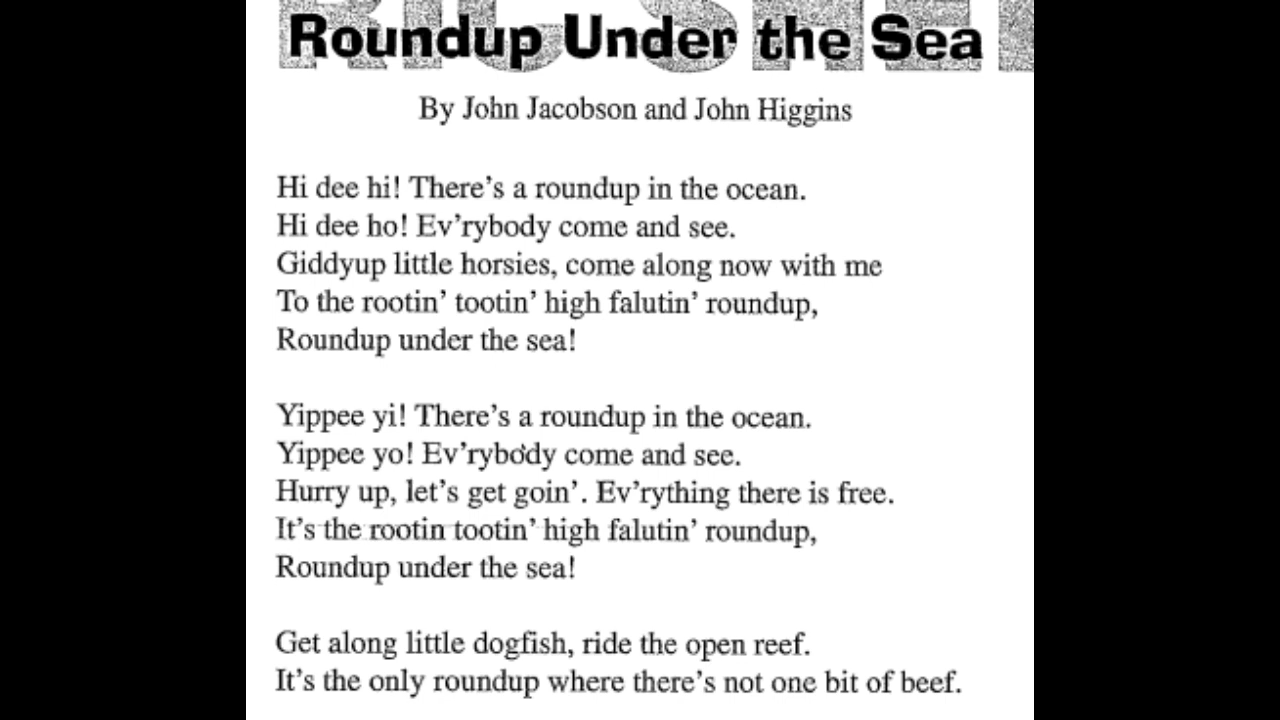 Roundup Under the Sea
By John Jacobson and John Higgins
Hi dee hi! There's a roundup in the ocean.
Hi dee ho! Ev'rybody come and see.
Giddyup little horsies, come along now with me
To the rootin' tootin' high falutin' roundup,
Roundup under the sea!
Yippee yi! There's a roundup in the ocean.
Yippee yo! Ev'rybody come and see.
Hurry up, let's get goin'. Ev'rything there is free.
It's the rootin tootin' high falutin' roundup,
Roundup under the sea!
Get along little dogfish, ride the open reef.
It's the only roundup where there's not one bit of beef.